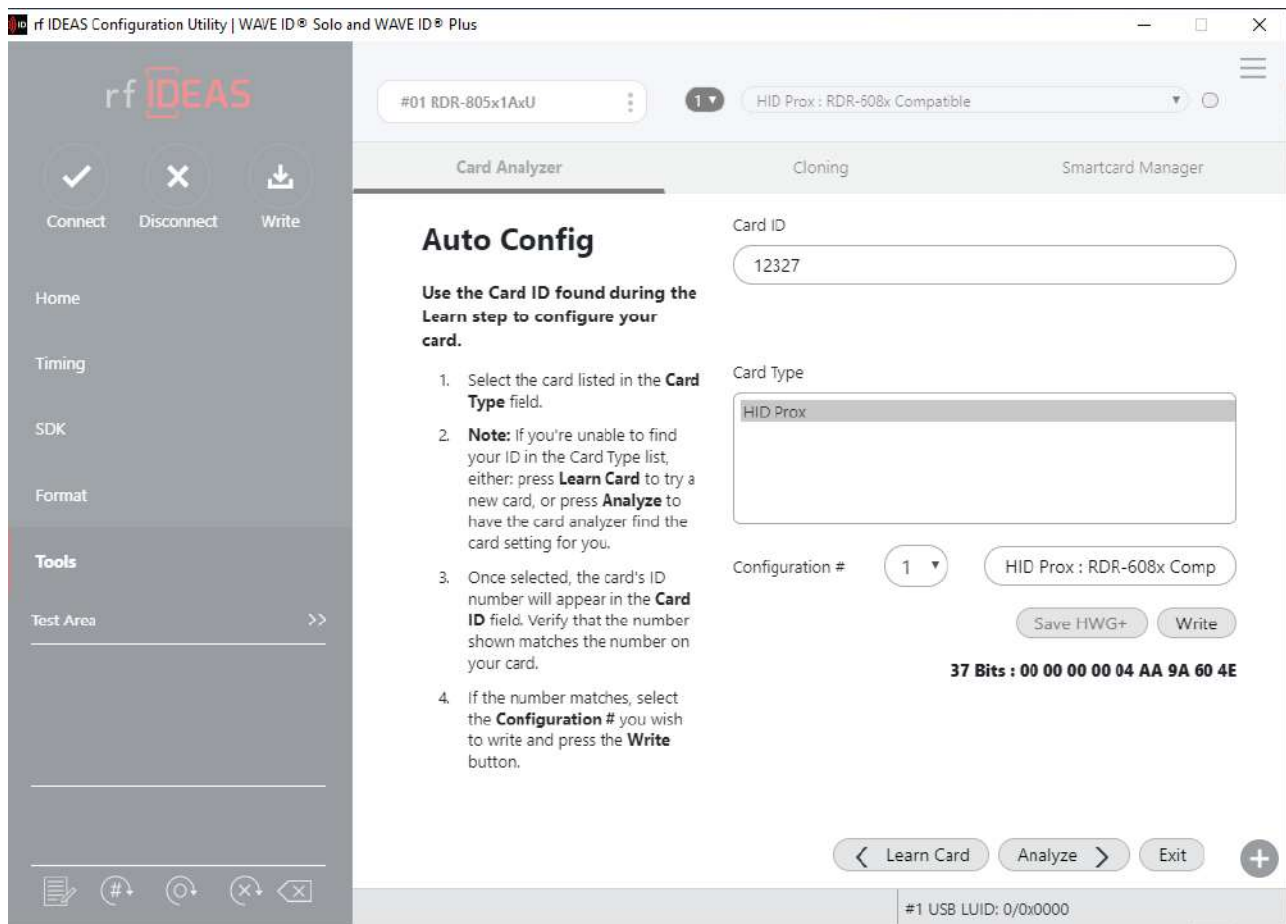 rf IDEAS Configuration Utility | WAVE ID® Solo and WAVE ID® Plus
rf IDEAS
Connect
Disconnect
Write
Home
Timing
SDK
Format
Tools
Test Area >>
#01 RDR-805x1AxU
1
HID Prox : RDR-608x Compatible
Card Analyzer
Cloning
Smartcard Manager
Auto Config
Use the Card ID found during the
Learn step to configure your
card.
1. Select the card listed in the Card
Type field.
2. Note: If you're unable to find
your ID in the Card Type list,
either: press Learn Card to try a
new card, or press Analyze to
have the card analyzer find the
card setting for you.
3. Once selected, the card's ID
number will appear in the Card
ID field. Verify that the number
shown matches the number on
your card.
4. If the number matches, select
the Configuration # you wish
to write and press the Write
button.
Card ID
12327
Card Type
HID Prox
Configuration #
1
HID Prox : RDR-608x Comp
Save HWG+
Write
37 Bits : 00 00 00 00 04 AA 9A 60 4E
Learn Card
Analyze
Exit
#1 USB LUID: 0/0x0000